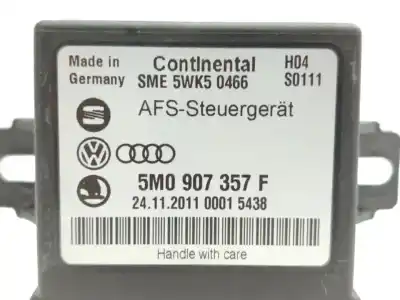 Made in Germany
Continental
SME 5WK5 0466
H04
S0111
AFS-Steuergerät
5M0 907 357 F
24.11.2011 0001 5438
Handle with care